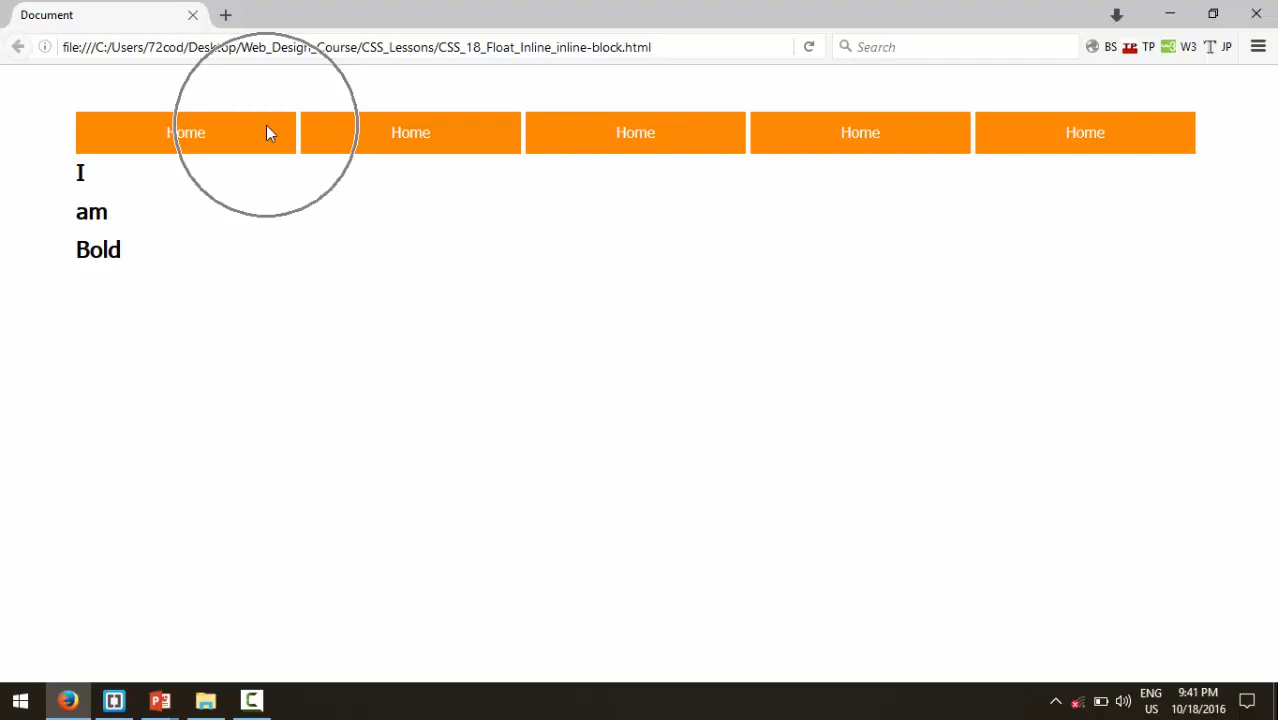 Document
file:///C:/Users/72cod/Desktop/Web_Design_Course/CSS_Lessons/CSS_18_Float_Inline_inline-block.html
Search
BS TP TP W3 T JP
Home Home Home Home Home
I
am
Bold
ENG 9:41 PM
US 10/18/2016